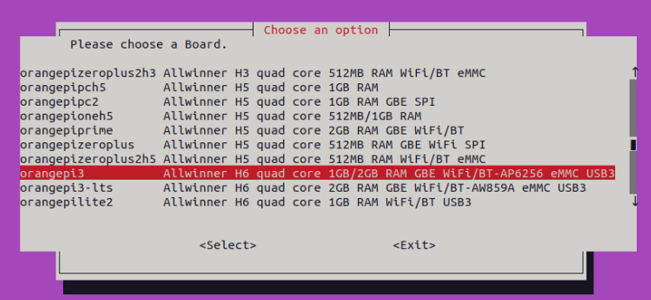 Choose an option
Please choose a Board.
orangepizeroplus2h3 Allwinner H3 quad core 512MB RAM WiFi/BT eMMC
orangepipch5 Allwinner H5 quad core 1GB RAM
orangepipc2 Allwinner H5 quad core 1GB RAM GBE SPI
orangepioneh5 Allwinner H5 quad core 512MB/1GB RAM
orangepiprime Allwinner H5 quad core 2GB RAM GBE WiFi/BT
orangepizeroplus Allwinner H5 quad core 512MB RAM GBE WiFi SPI
orangepizeroplus2h5 Allwinner H5 quad core 512MB RAM WiFi/BT eMMC
orangepi3 Allwinner H6 quad core 1GB/2GB RAM GBE WiFi/BT-AP6256 eMMC USB3
orangepi3-lts Allwinner H6 quad core 2GB RAM GBE WiFi/BT-AW859A eMMC USB3
orangepilite2 Allwinner H6 quad core 1GB RAM WiFi/BT USB3
<Select> <Exit>